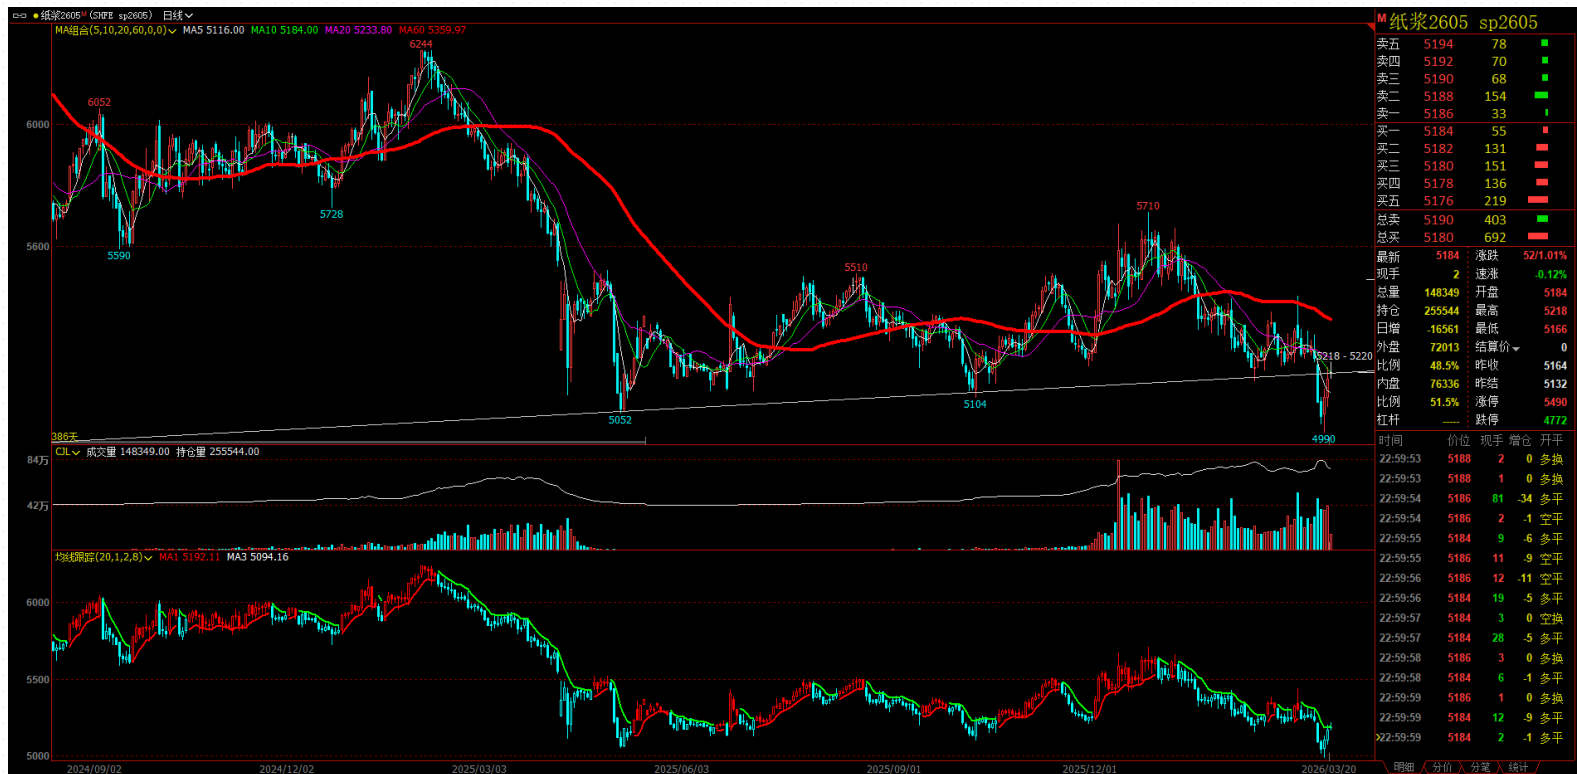 纸浆2605M (SHFE sp2605) 日线
MA组合(5,10,20,60,0,0) MA5 5116.00 MA10 5184.00 MA20 5233.80 MA60 5359.97
6244
6052
6000
5728
5590
5600
5710
5510
5218 - 5220
5104
5052
4990
386天
CJL 成交量 148349.00 持仓量 255544.00
84万
42万
均线跟踪(20,1,2,8) MA1 5192.11 MA3 5094.16
6000
5500
5000
2024/09/02 2024/12/02 2025/03/03 2025/06/03 2025/09/01 2025/12/01 2026/03/20
M 纸浆2605 sp2605
卖五 5194 78
卖四 5192 70
卖三 5190 68
卖二 5188 154
卖一 5186 33
买一 5184 55
买二 5182 131
买三 5180 151
买四 5178 136
买五 5176 219
总卖 5190 403
总买 5180 692
最新 5184 涨跌 52/1.01%
现手 2 速涨 -0.12%
总量 148349 开盘 5184
持仓 255544 最高 5218
日增 -16561 最低 5166
外盘 72013 结算价 0
比例 48.5% 昨收 5164
内盘 76336 昨结 5132
比例 51.5% 涨停 5490
杠杆 ----- 跌停 4772
时间 价位 现手 增仓 开平
22:59:53 5188 2 0 多换
22:59:53 5188 1 0 多换
22:59:54 5186 81 -34 多平
22:59:54 5186 2 -1 空平
22:59:55 5184 9 -6 多平
22:59:55 5186 11 -9 空平
22:59:56 5186 12 -11 空平
22:59:56 5184 19 -5 多平
22:59:57 5184 3 0 空换
22:59:57 5184 28 -5 多平
22:59:58 5186 3 0 多换
22:59:58 5184 6 -1 多平
22:59:59 5186 1 0 多换
22:59:59 5184 12 -9 多平
22:59:59 5184 2 -1 多平
明细 分价 分笔 统计